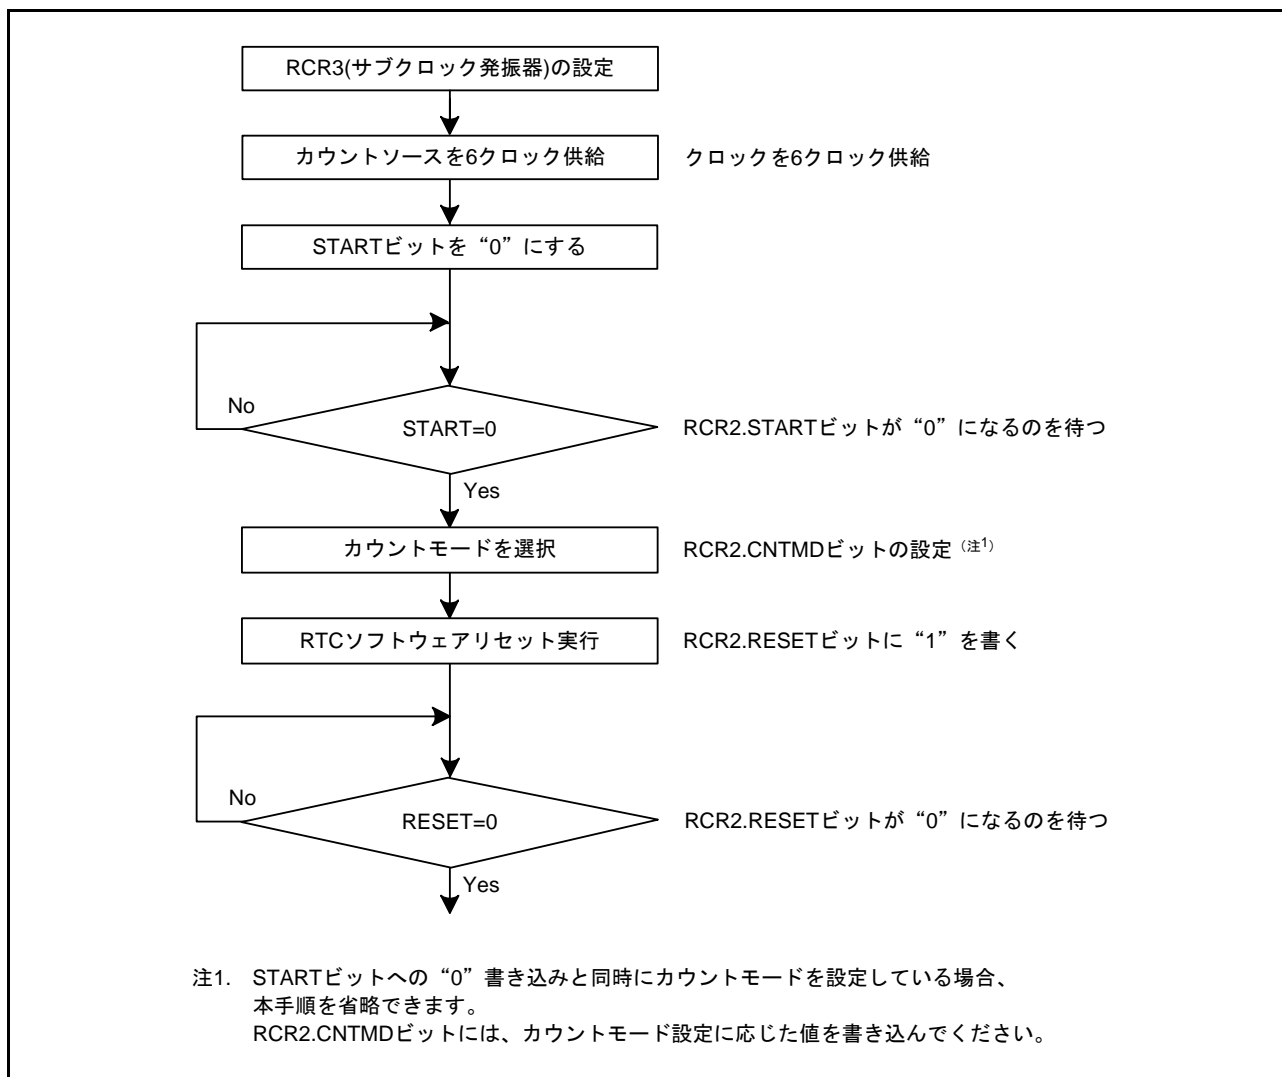 RCR3(サブクロック発振器)の設定
カウントソースを6クロック供給
クロックを6クロック供給
STARTビットを“0”にする
No
START=0
RCR2.STARTビットが“0”になるのを待つ
Yes
カウントモードを選択
RCR2.CNTMDビットの設定（注1）
RTCソフトウェアリセット実行
RCR2.RESETビットに“1”を書く
No
RESET=0
RCR2.RESETビットが“0”になるのを待つ
Yes
注1. STARTビットへの“0”書き込みと同時にカウントモードを設定している場合、
本手順を省略できます。
RCR2.CNTMDビットには、カウントモード設定に応じた値を書き込んでください。